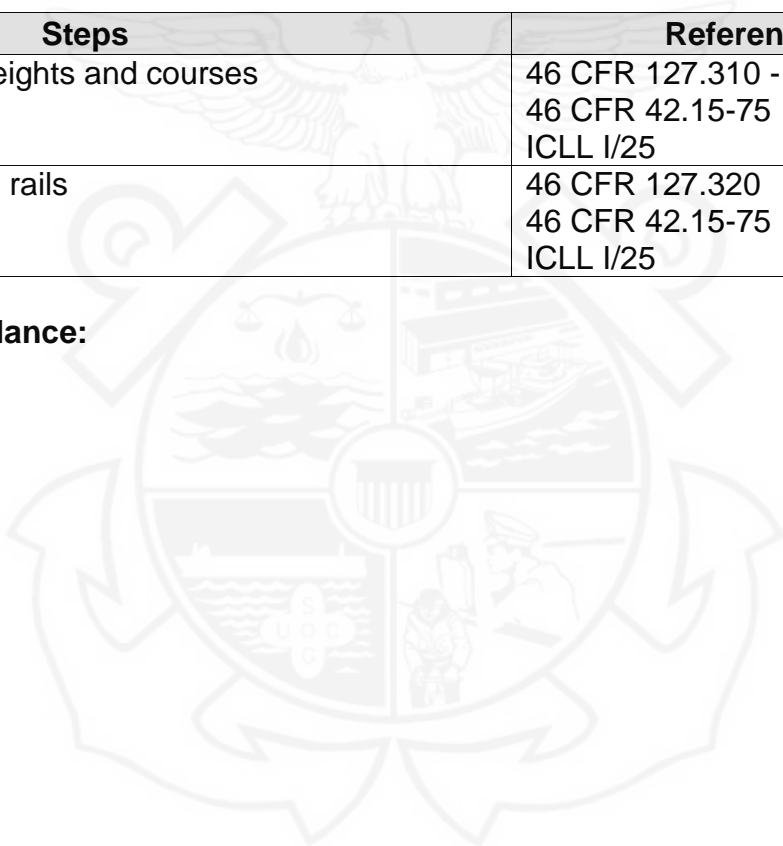 Steps Referen
eights and courses 46 CFR 127.310 -
46 CFR 42.15-75
ICLL I/25
rails 46 CFR 127.320
46 CFR 42.15-75
ICLL I/25
dance:
S
U O C
G